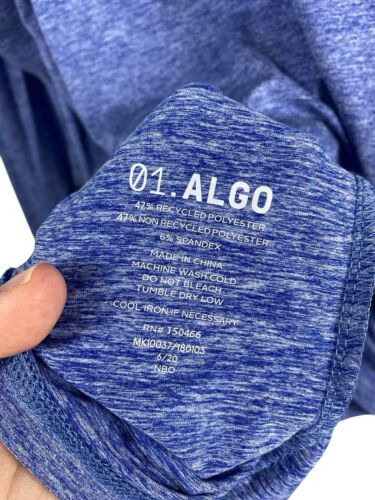 01.ALGO
47% RECYCLED POLYESTER
47% NON RECYCLED POLYESTER
6% SPANDEX
MADE IN CHINA
MACHINE WASH COLD
DO NOT BLEACH
TUMBLE DRY LOW
COOL IRON.IF NECESSARY
RN# 150466
MK10037/180103
6/20
NBO